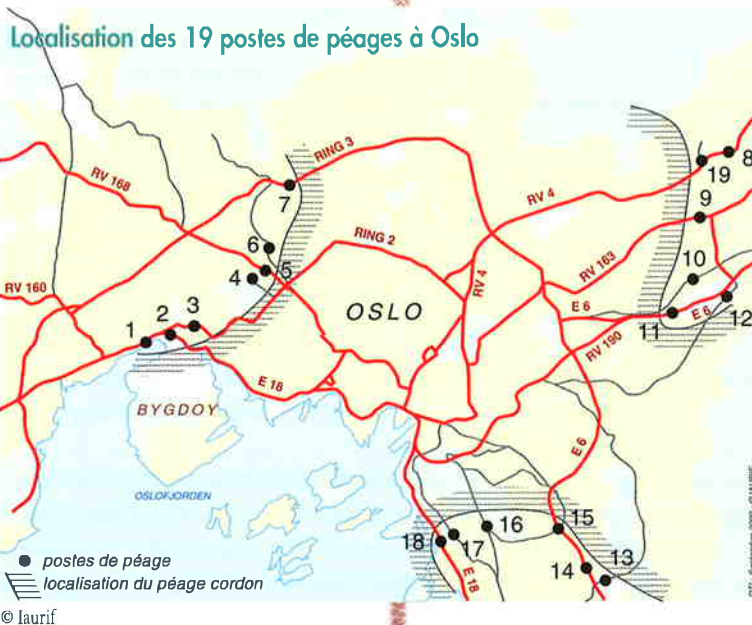 Localisation des 19 postes de péages à Oslo
RING 3
RV 168
RV 4
8
19
7
9
RING 2
6
RV 163
5
4
10
RV 160
RV 4
OSLO
3
2
1
E 6
E 6
11
12
RV 190
E 18
BYGDOY
E 6
OSLOFJORDEN
16
15
18
17
postes de péage
13
14
localisation du péage cordon
E 18
© Iaurif